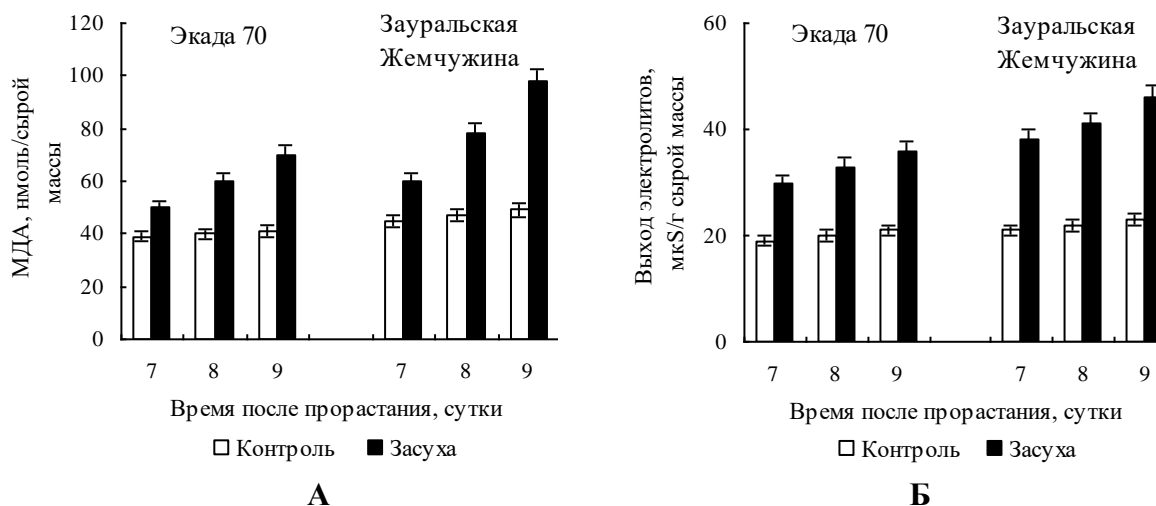 МДА, нмоль/сырой
массы
120
100
80
60
40
20
0
Экада 70
Зауральская
Жемчужина
7 8 9 7 8 9
Время после прорастания, сутки
Контроль Засуха
А
Выход электролитов,
мкS/г сырой массы
60
40
20
0
Экада 70
Зауральская
Жемчужина
7 8 9 7 8 9
Время после прорастания, сутки
Контроль Засуха
Б